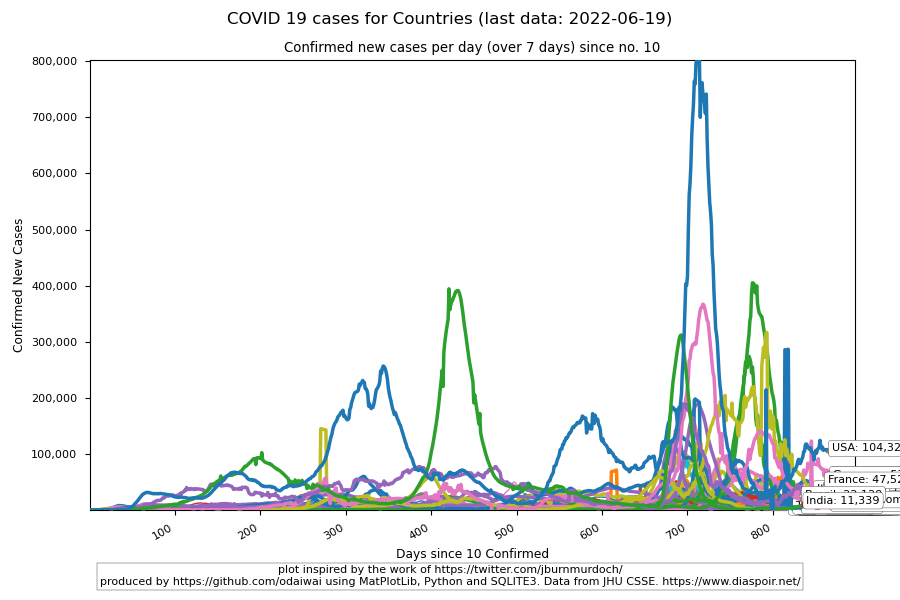 COVID 19 cases for Countries (last data: 2022-06-19)
Confirmed new cases per day (over 7 days) since no. 10
800,000
700,000
600,000
500,000
400,000
300,000
200,000
100,000
Confirmed New Cases
USA: 104,32
France: 47,52
India: 11,339
100
200
300
400
500
600
700
800
Days since 10 Confirmed
plot inspired by the work of https://twitter.com/jburnmurdoch/
produced by https://github.com/odaiwai using MatPlotLib, Python and SQLITE3. Data from JHU CSSE. https://www.diaspoir.net/